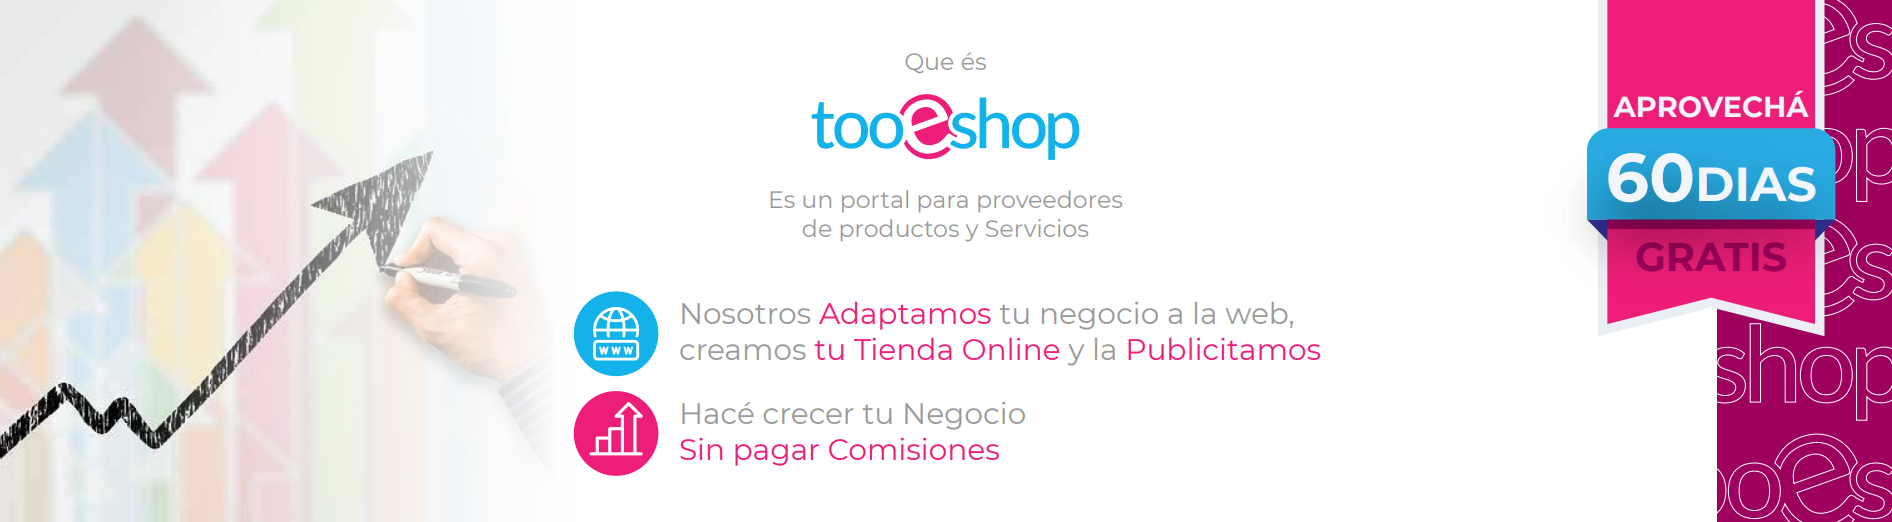 Que és
tooeshop
Es un portal para proveedores
de productos y Servicios
Nosotros Adaptamos tu negocio a la web,
creamos tu Tienda Online y la Publicitamos
Hacé crecer tu Negocio
Sin pagar Comisiones
APROVECHÁ
60DIAS
GRATIS
www
es
op
es
shop
oes